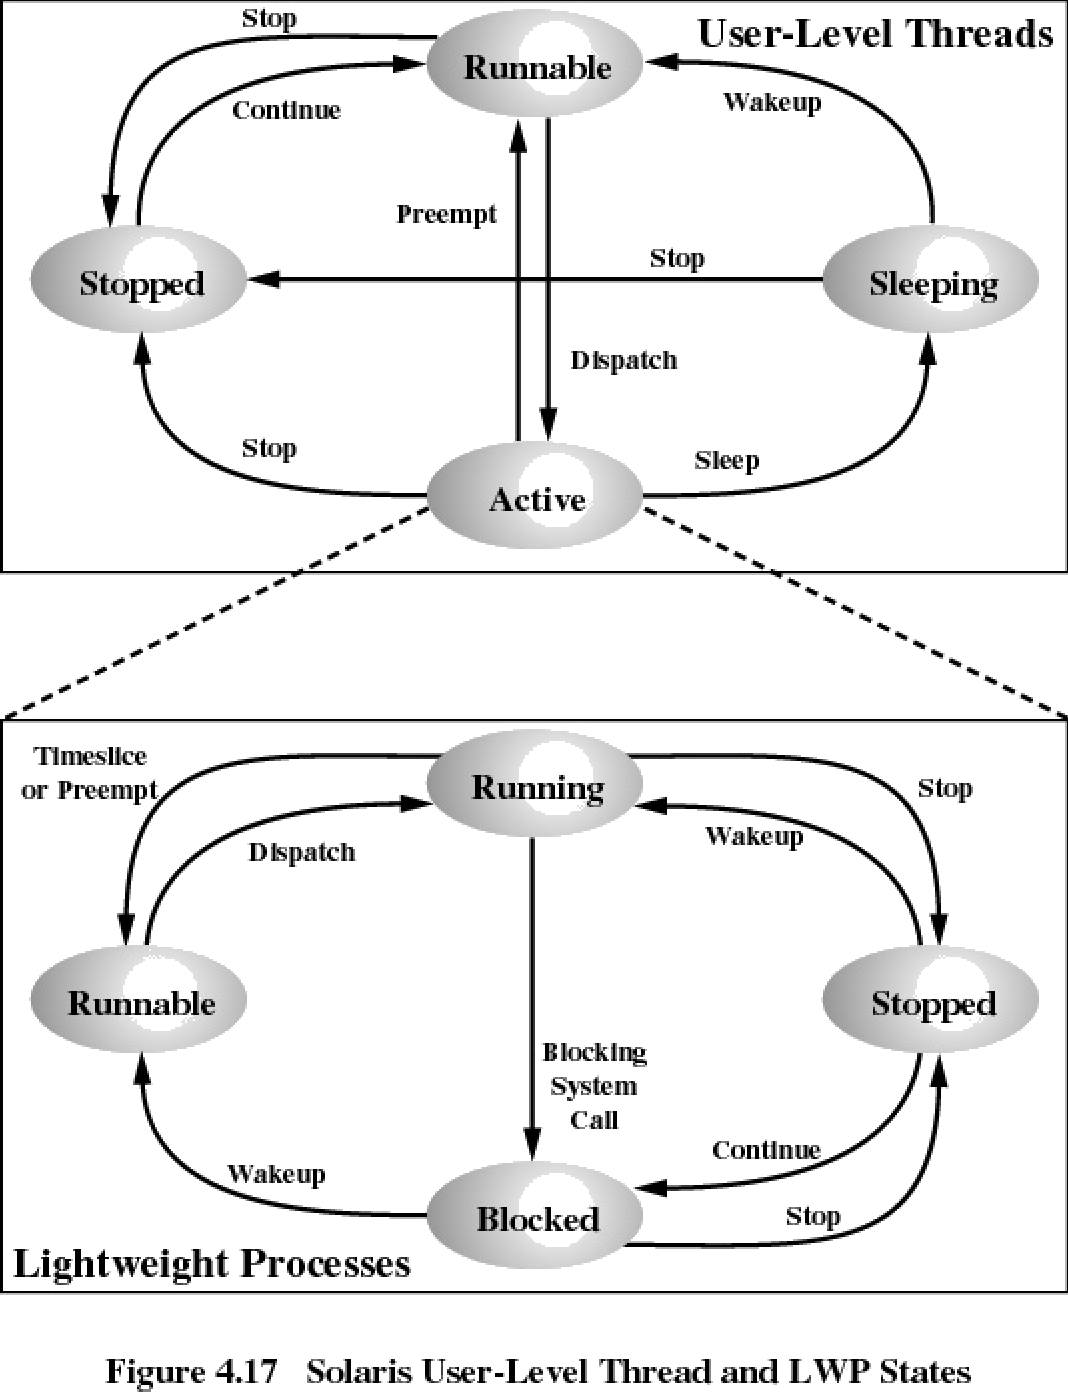 Stop
User-Level Threads
Runnable
Continue
Wakeup
Preempt
Stop
Stopped
Sleeping
Dispatch
Stop
Sleep
Active
Timeslice
or Preempt
Running
Stop
Wakeup
Dispatch
Runnable
Stopped
Blocking
System
Call
Continue
Wakeup
Stop
Blocked
Lightweight Processes
Figure 4.17 Solaris User-Level Thread and LWP States